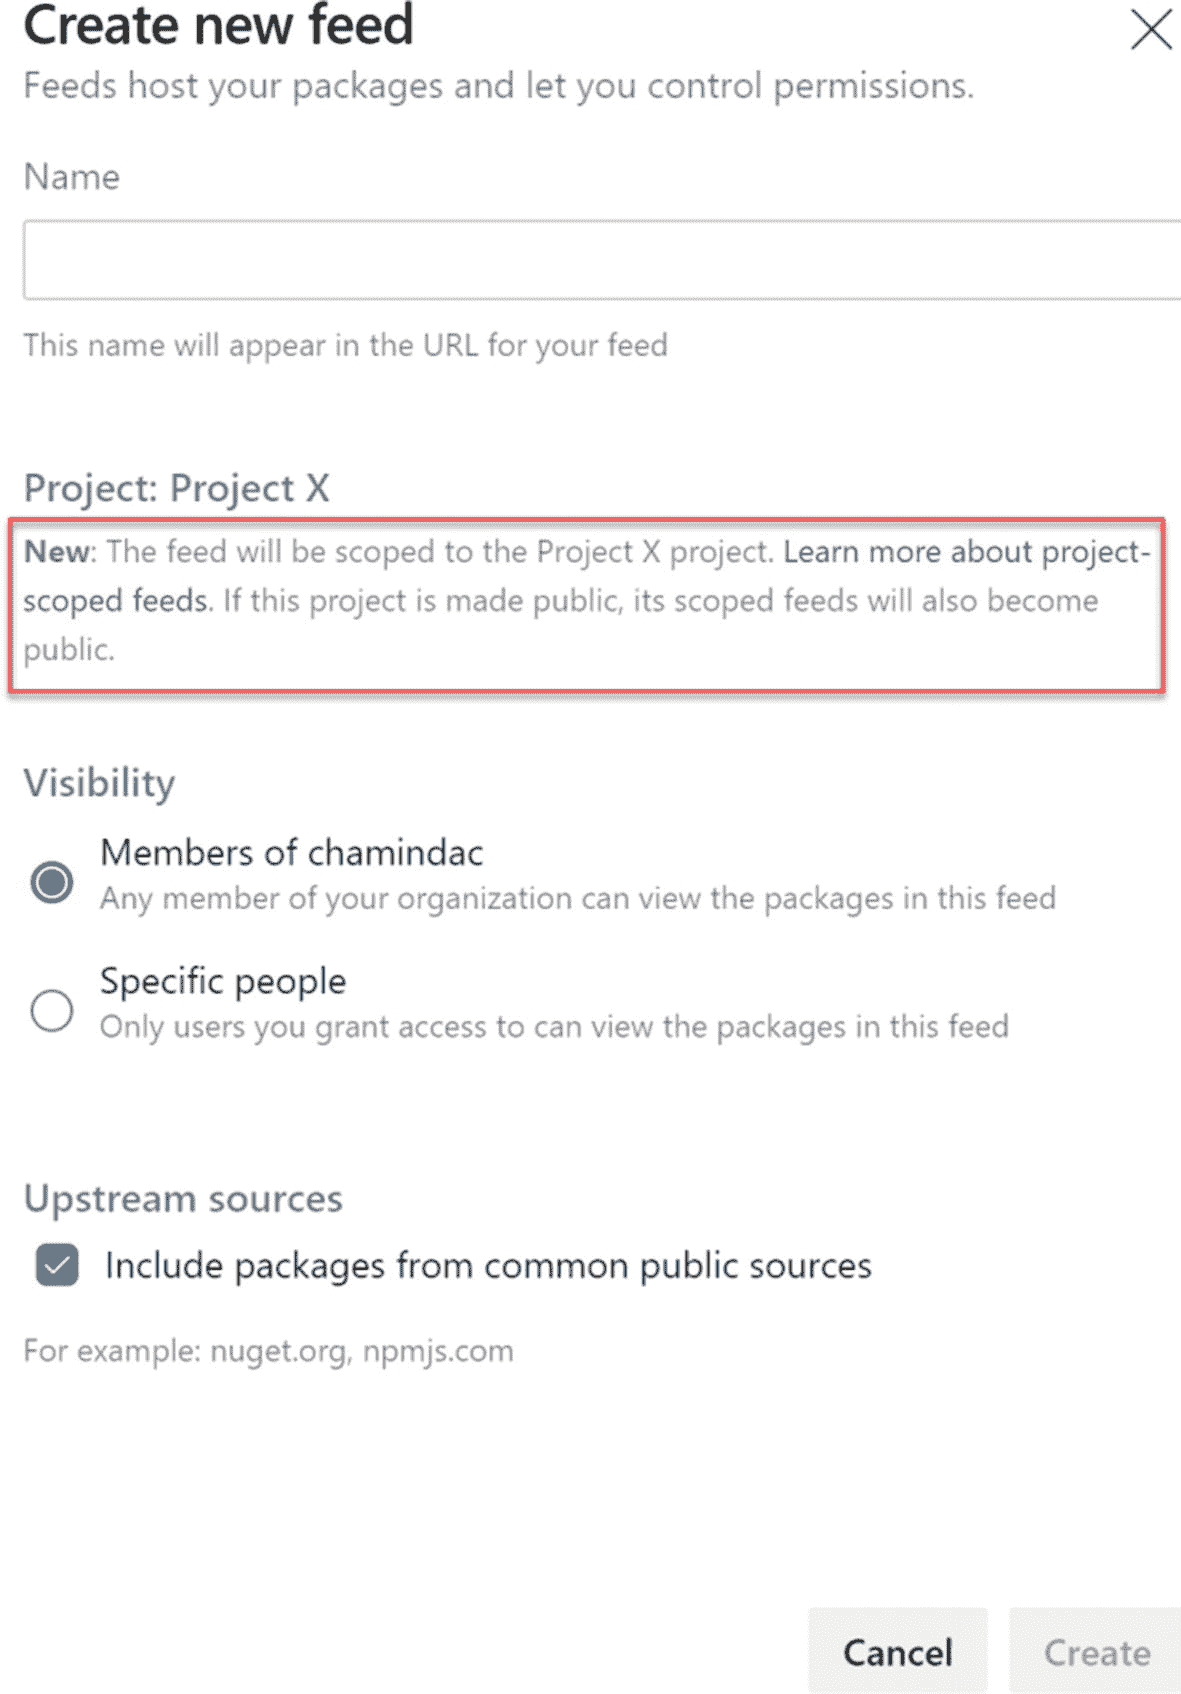 Create new feed
Feeds host your packages and let you control permissions.
Name
This name will appear in the URL for your feed
Project: Project X
New: The feed will be scoped to the Project X project. Learn more about project-
scoped feeds. If this project is made public, its scoped feeds will also become
public.
Visibility
Members of chamindac
Any member of your organization can view the packages in this feed
Specific people
Only users you grant access to can view the packages in this feed
Upstream sources
Include packages from common public sources
For example: nuget.org, npmjs.com
Cancel
Create